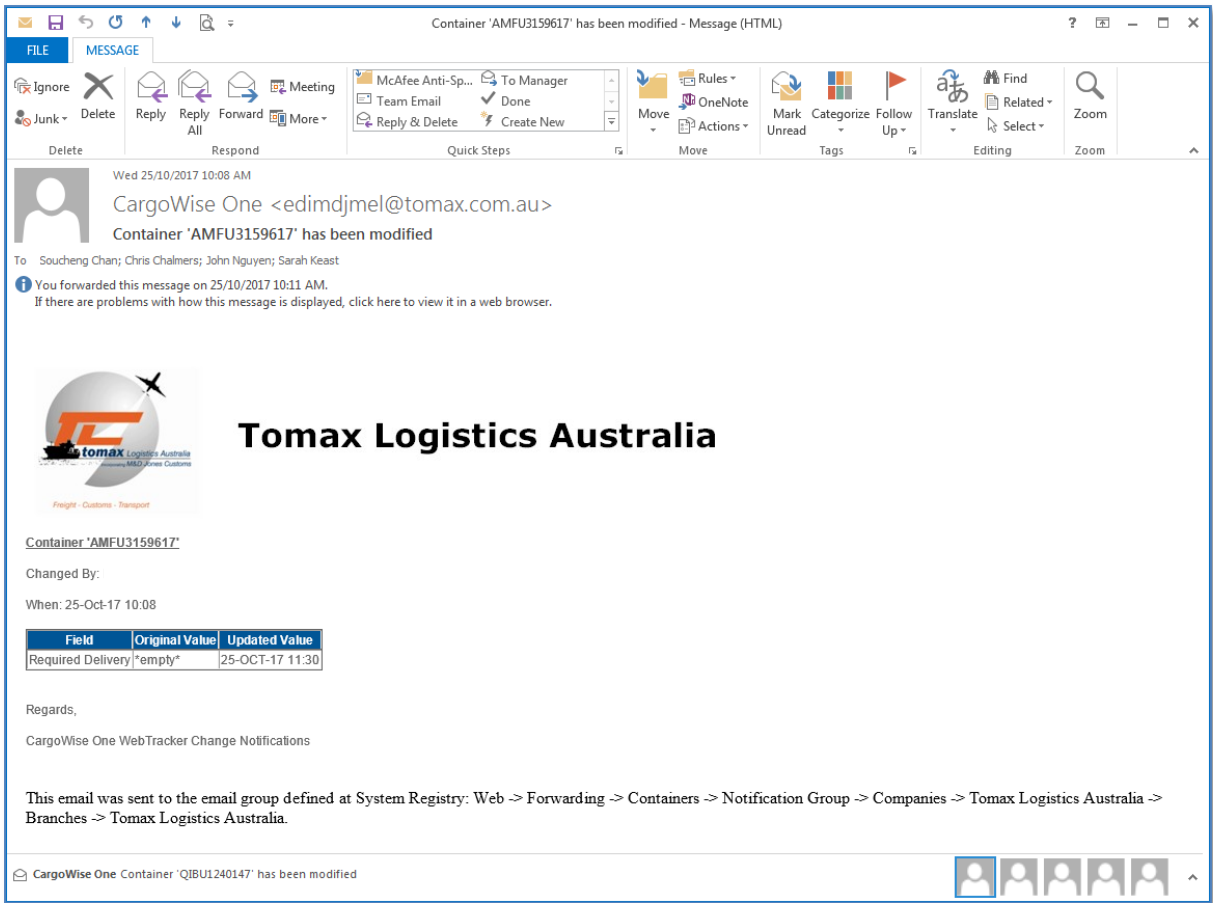 Container 'AMFU3159617' has been modified - Message (HTML)
FILE MESSAGE
Ignore
Junk
Delete
Delete
Reply
Reply All
Forward
Meeting
More
Respond
McAfee Anti-Sp...
To Manager
Team Email
Done
Reply & Delete
Create New
Quick Steps
Move
Rules
OneNote
Actions
Move
Mark Unread
Categorize
Follow Up
Tags
Translate
Find
Related
Select
Editing
Zoom
Zoom
Wed 25/10/2017 10:08 AM
CargoWise One <edimdjmel@tomax.com.au>
Container 'AMFU3159617' has been modified
To Soucheng Chan; Chris Chalmers; John Nguyen; Sarah Keast
You forwarded this message on 25/10/2017 10:11 AM.
If there are problems with how this message is displayed, click here to view it in a web browser.
TC
tomax Logistics Australia
incorporating M&D Jones Customs
Freight - Customs - Transport
Tomax Logistics Australia
Container 'AMFU3159617'
Changed By:
When: 25-Oct-17 10:08
Field Original Value Updated Value
Required Delivery *empty* 25-OCT-17 11:30
Regards,
CargoWise One WebTracker Change Notifications
This email was sent to the email group defined at System Registry: Web -> Forwarding -> Containers -> Notification Group -> Companies -> Tomax Logistics Australia ->
Branches -> Tomax Logistics Australia.
CargoWise One Container 'QIBU1240147' has been modified